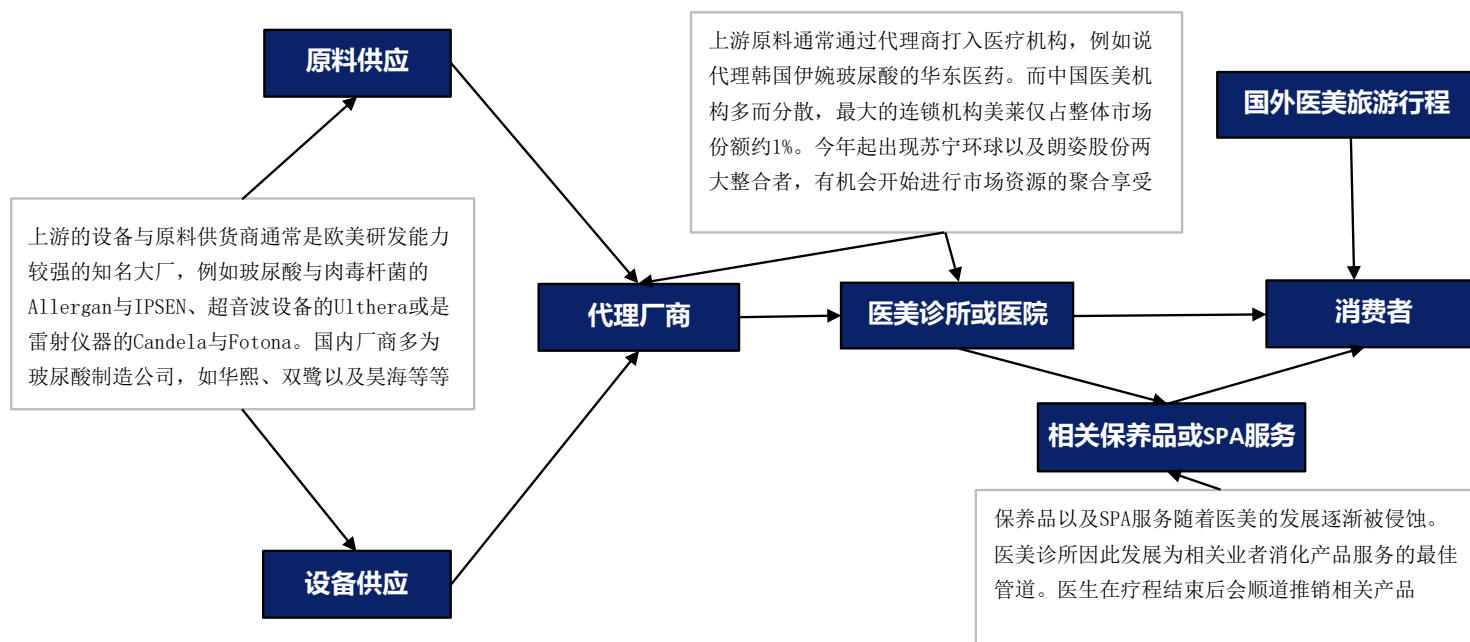 原料供应
上游原料通常通过代理商打入医疗机构，例如说
代理韩国伊婉玻尿酸的华东医药。而中国医美机
构多而分散，最大的连锁机构美莱仅占整体市场
份额约1%。今年起出现苏宁环球以及朗姿股份两
大整合者，有机会开始进行市场资源的聚合享受
国外医美旅游行程
上游的设备与原料供货商通常是欧美研发能力
较强的知名大厂，例如玻尿酸与肉毒杆菌的
Allergan与IPSEN、超音波设备的Ulthera或是
雷射仪器的Candela与Fotona。国内厂商多为
玻尿酸制造公司，如华熙、双鹭以及昊海等等
代理厂商
医美诊所或医院
消费者
相关保养品或SPA服务
保养品以及SPA服务随着医美的发展逐渐被侵蚀。
医美诊所因此发展为相关业者消化产品服务的最佳
管道。医生在疗程结束后会顺道推销相关产品
设备供应